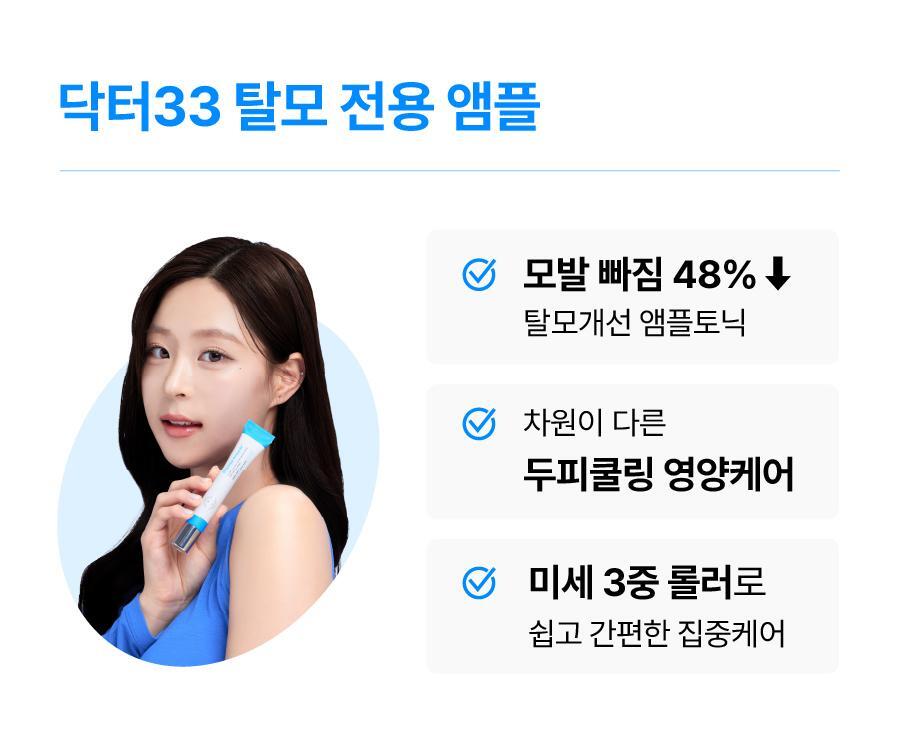 닥터33 탈모 전용 앰플
모발 빠짐 48% ⬇
탈모개선 앰플토닉
차원이 다른
두피쿨링 영양케어
미세 3중 롤러로
쉽고 간편한 집중케어